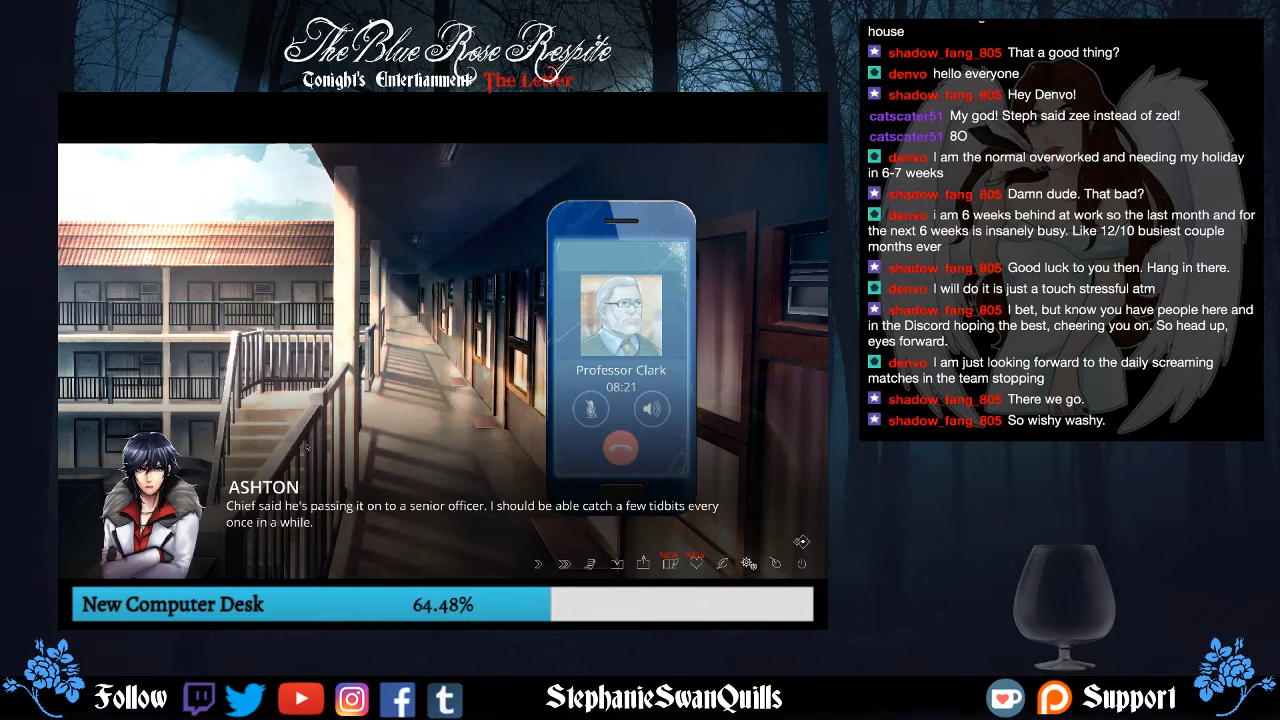 The Blue Rose Respite
Tonight's Entertianment: The Letter
house
shadow_fang_805 That a good thing?
denvo hello everyone
shadow_fang_805 Hey Denvo!
catscater51 My god! Steph said zee instead of zed!
catscater51 8O
denvo I am the normal overworked and needing my holiday
in 6-7 weeks
shadow_fang_805 Damn dude. That bad?
denvo i am 6 weeks behind at work so the last month and for
the next 6 weeks is insanely busy. Like 12/10 busiest couple
months ever
shadow_fang_805 Good luck to you then. Hang in there.
denvo I will do it is just a touch stressful atm
shadow_fang_805 I bet, but know you have people here and
in the Discord hoping the best, cheering you on. So head up,
eyes forward.
denvo I am just looking forward to the daily screaming
matches in the team stopping
shadow_fang_805 There we go.
shadow_fang_805 So wishy washy.
Professor Clark
08:21
ASHTON
Chief said he's passing it on to a senior officer. I should be able catch a few tidbits every
once in a while.
NEW NEW
New Computer Desk 64.48%
Follow StephanieSwanQuills Support